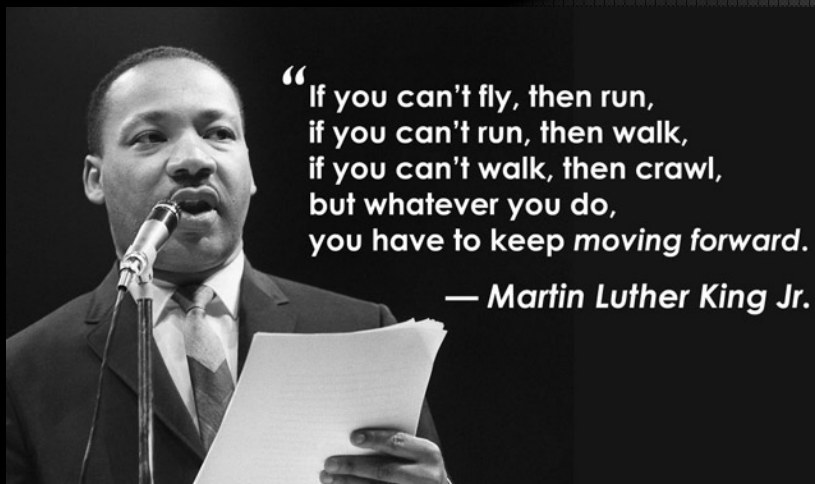 “If you can’t fly, then run,
if you can’t run, then walk,
if you can’t walk, then crawl,
but whatever you do,
you have to keep moving forward.
— Martin Luther King Jr.